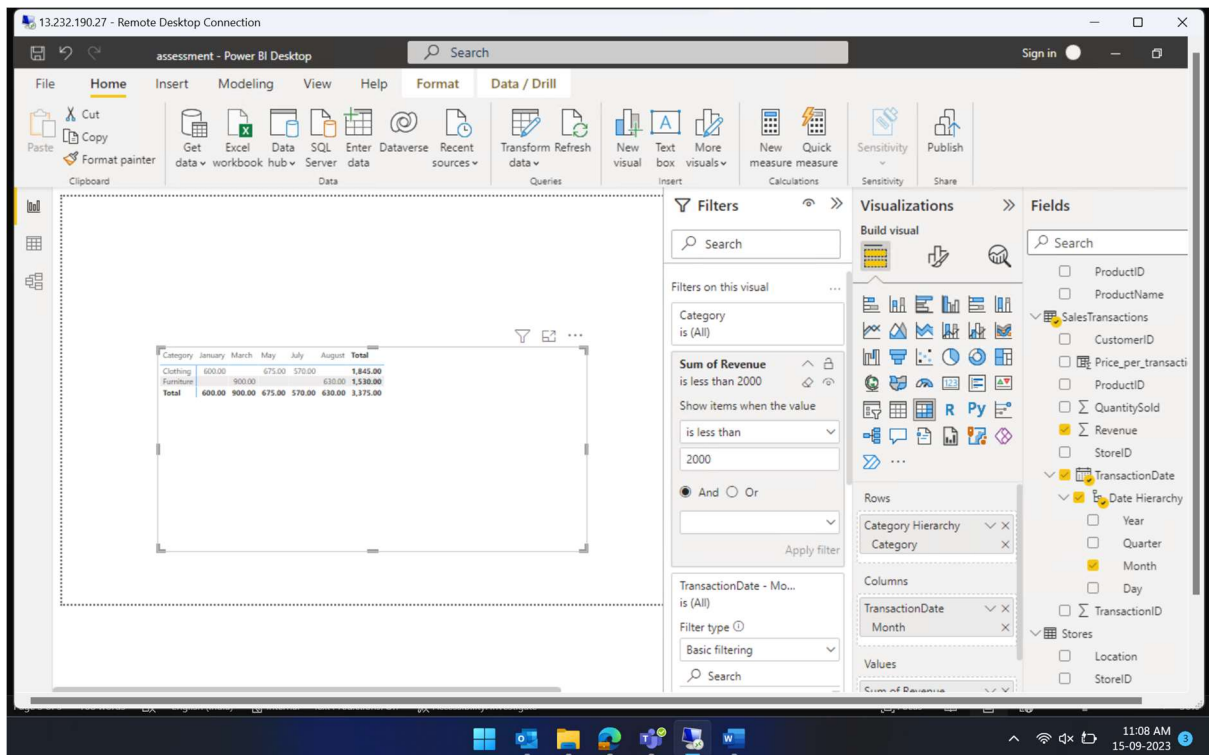 13.232.190.27 - Remote Desktop Connection
assessment - Power BI Desktop
Search
Sign in
File Home Insert Modeling View Help Format Data / Drill
Paste
Cut
Copy
Format painter
Clipboard
Get data
Excel workbook
Data hub
SQL Server
Enter data
Dataverse
Recent sources
Data
Transform data
Refresh
Queries
New visual
Text box
More visuals
Insert
New measure
Quick measure
Calculations
Sensitivity
Sensitivity
Publish
Share
Category January March May July August Total
Clothing 600.00 675.00 570.00 1,845.00
Furniture 900.00 630.00 1,530.00
Total 600.00 900.00 675.00 570.00 630.00 3,375.00
Filters
Search
Filters on this visual
Category
is (All)
Sum of Revenue
is less than 2000
Show items when the value
is less than
2000
And Or
Apply filter
TransactionDate - Mo...
is (All)
Filter type
Basic filtering
Search
Visualizations
Build visual
123
R Py
Rows
Category Hierarchy
Category
Columns
TransactionDate
Month
Values
Sum of Revenue
Fields
Search
ProductID
ProductName
SalesTransactions
CustomerID
Price_per_transacti
ProductID
QuantitySold
Revenue
StoreID
TransactionDate
Date Hierarchy
Year
Quarter
Month
Day
TransactionID
Stores
Location
StoreID
11:08 AM
15-09-2023
3